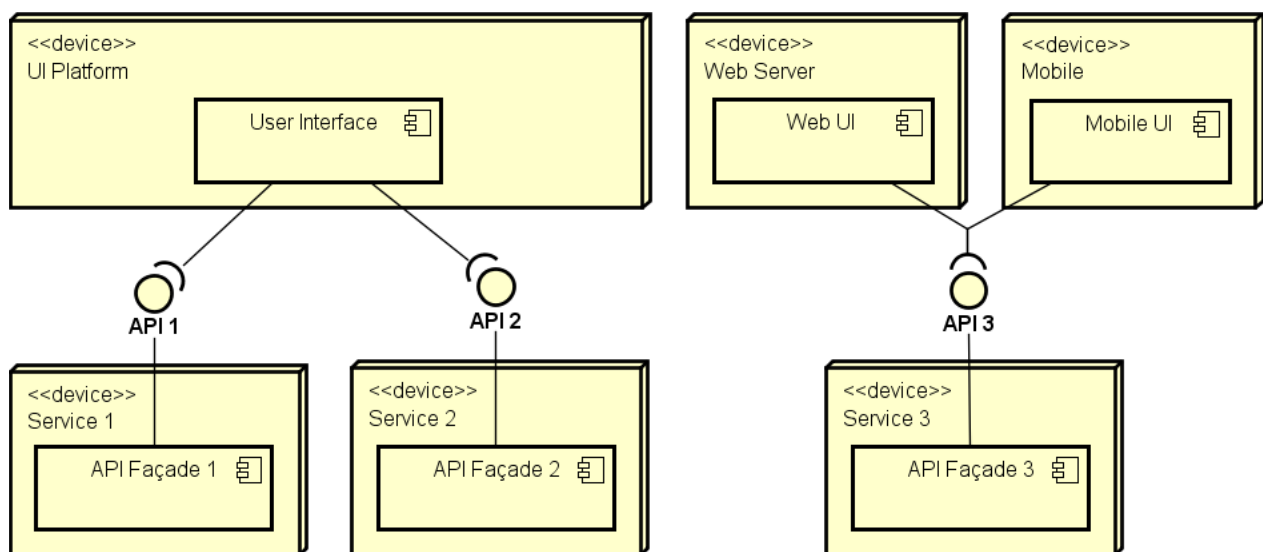 <<device>>
UI Platform
User Interface
<<device>>
Web Server
Web UI
<<device>>
Mobile
Mobile UI
API 1
API 2
API 3
<<device>>
Service 1
API Façade 1
<<device>>
Service 2
API Façade 2
<<device>>
Service 3
API Façade 3